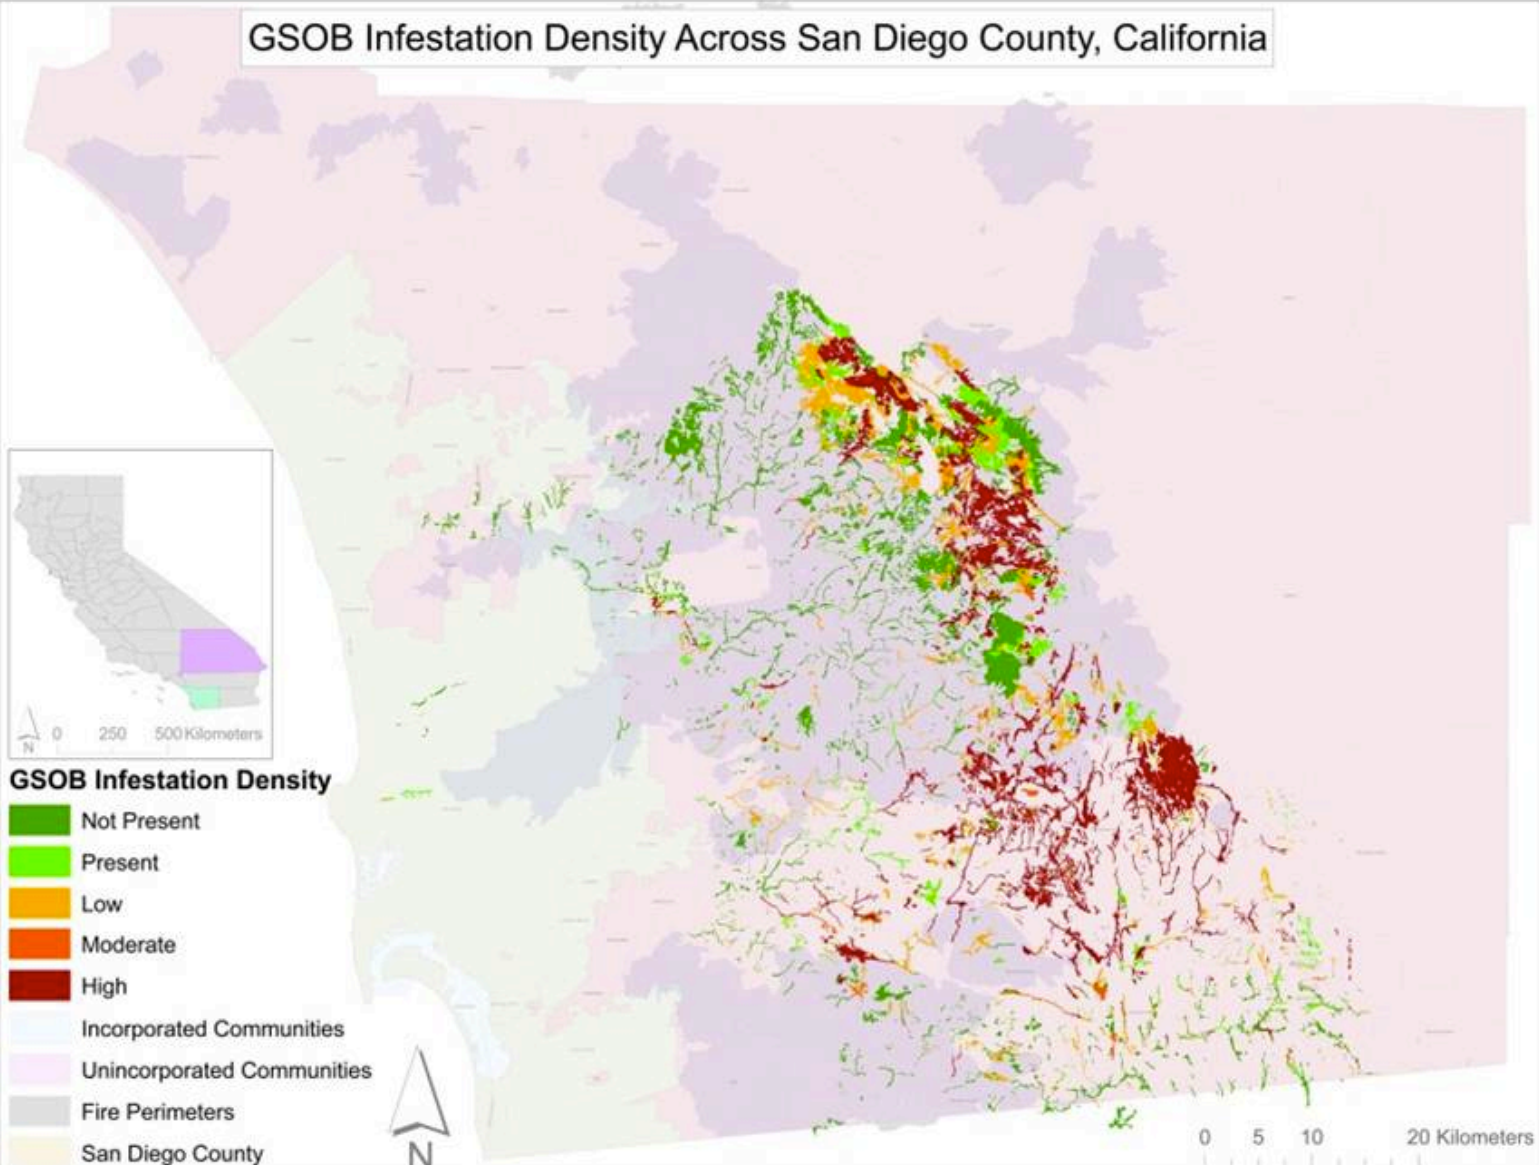 GSOB Infestation Density Across San Diego County, California
N
0 250 500 Kilometers
GSOB Infestation Density
Not Present
Present
Low
Moderate
High
Incorporated Communities
Unincorporated Communities
Fire Perimeters
San Diego County
N
0 5 10 20 Kilometers